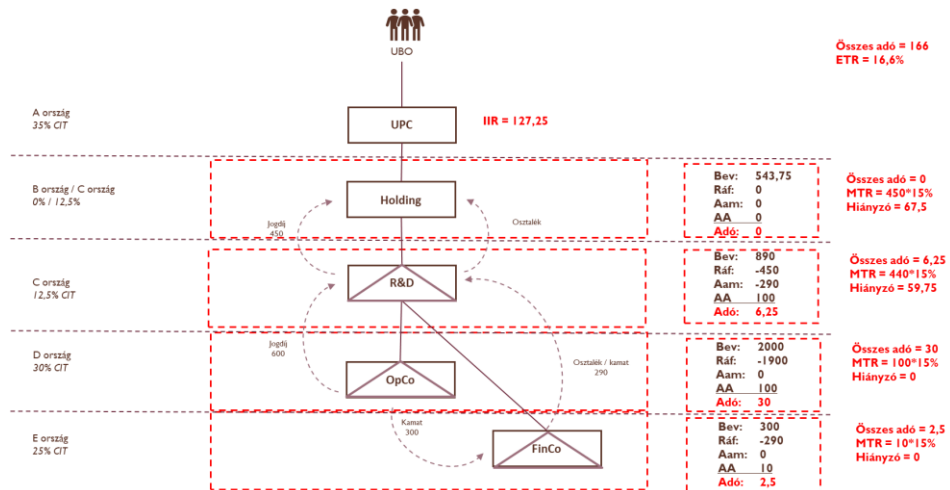 UBO
Összes adó = 166
ETR = 16,6%
A ország
35% CIT
UPC
IIR = 127,25
B ország / C ország
0% / 12,5%
Holding
Jogdíj
450
Osztalék
Bev: 543,75
Ráf: 0
Aam: 0
AA 0
Adó: 0
Összes adó = 0
MTR = 450*15%
Hiányzó = 67,5
C ország
12,5% CIT
R&D
Bev: 890
Ráf: -450
Aam: -290
AA 100
Adó: 6,25
Összes adó = 6,25
MTR = 440*15%
Hiányzó = 59,75
D ország
30% CIT
Jogdíj
600
OpCo
Osztalék / kamat
290
Bev: 2000
Ráf: -1900
Aam: 0
AA 100
Adó: 30
Összes adó = 30
MTR = 100*15%
Hiányzó = 0
E ország
25% CIT
Kamat
300
FinCo
Bev: 300
Ráf: -290
Aam: 0
AA 10
Adó: 2,5
Összes adó = 2,5
MTR = 10*15%
Hiányzó = 0